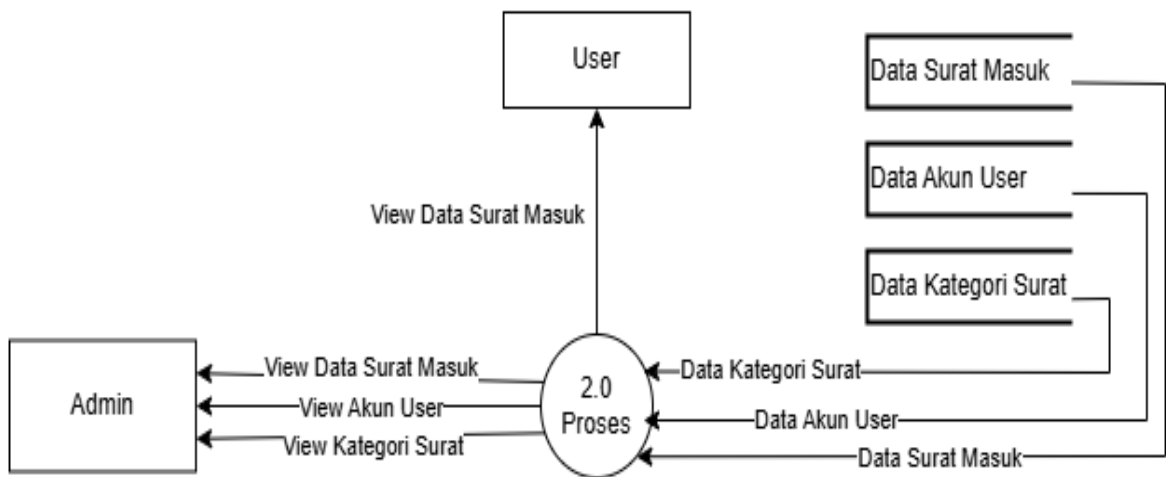 User
Data Surat Masuk
Data Akun User
View Data Surat Masuk
Data Kategori Surat
Admin
View Data Surat Masuk
View Akun User
View Kategori Surat
2.0
Proses
Data Kategori Surat
Data Akun User
Data Surat Masuk